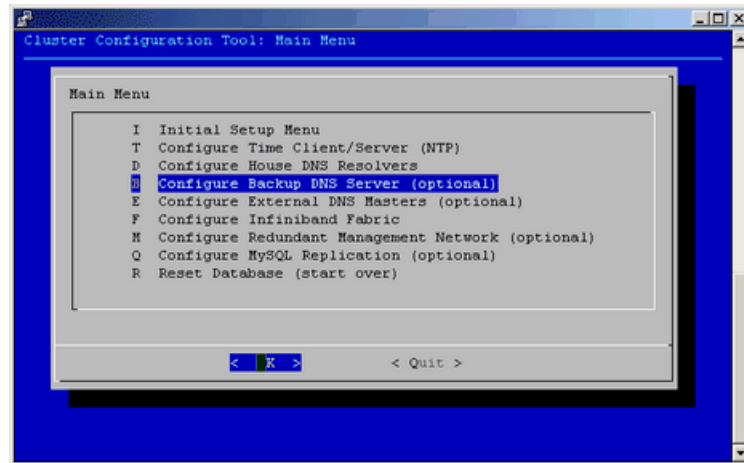 Cluster Configuration Tool: Main Menu
Main Menu
I Initial Setup Menu
T Configure Time Client/Server (NTP)
D Configure House DNS Resolvers
B Configure Backup DNS Server (optional)
E Configure External DNS Masters (optional)
F Configure Infiniband Fabric
M Configure Redundant Management Network (optional)
Q Configure MySQL Replication (optional)
R Reset Database (start over)
< K > < Quit >